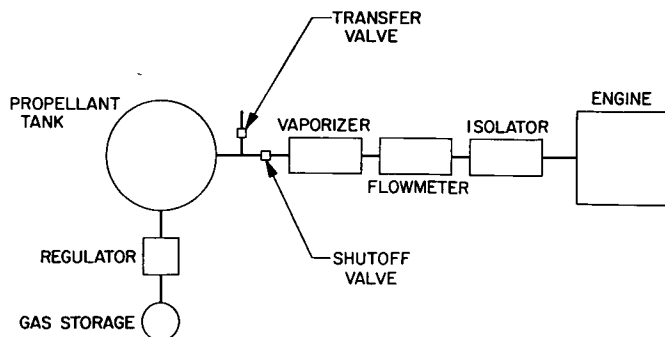 TRANSFER
VALVE
PROPELLANT
TANK
VAPORIZER
FLOWMETER
ISOLATOR
ENGINE
REGULATOR
SHUTOFF
VALVE
GAS STORAGE